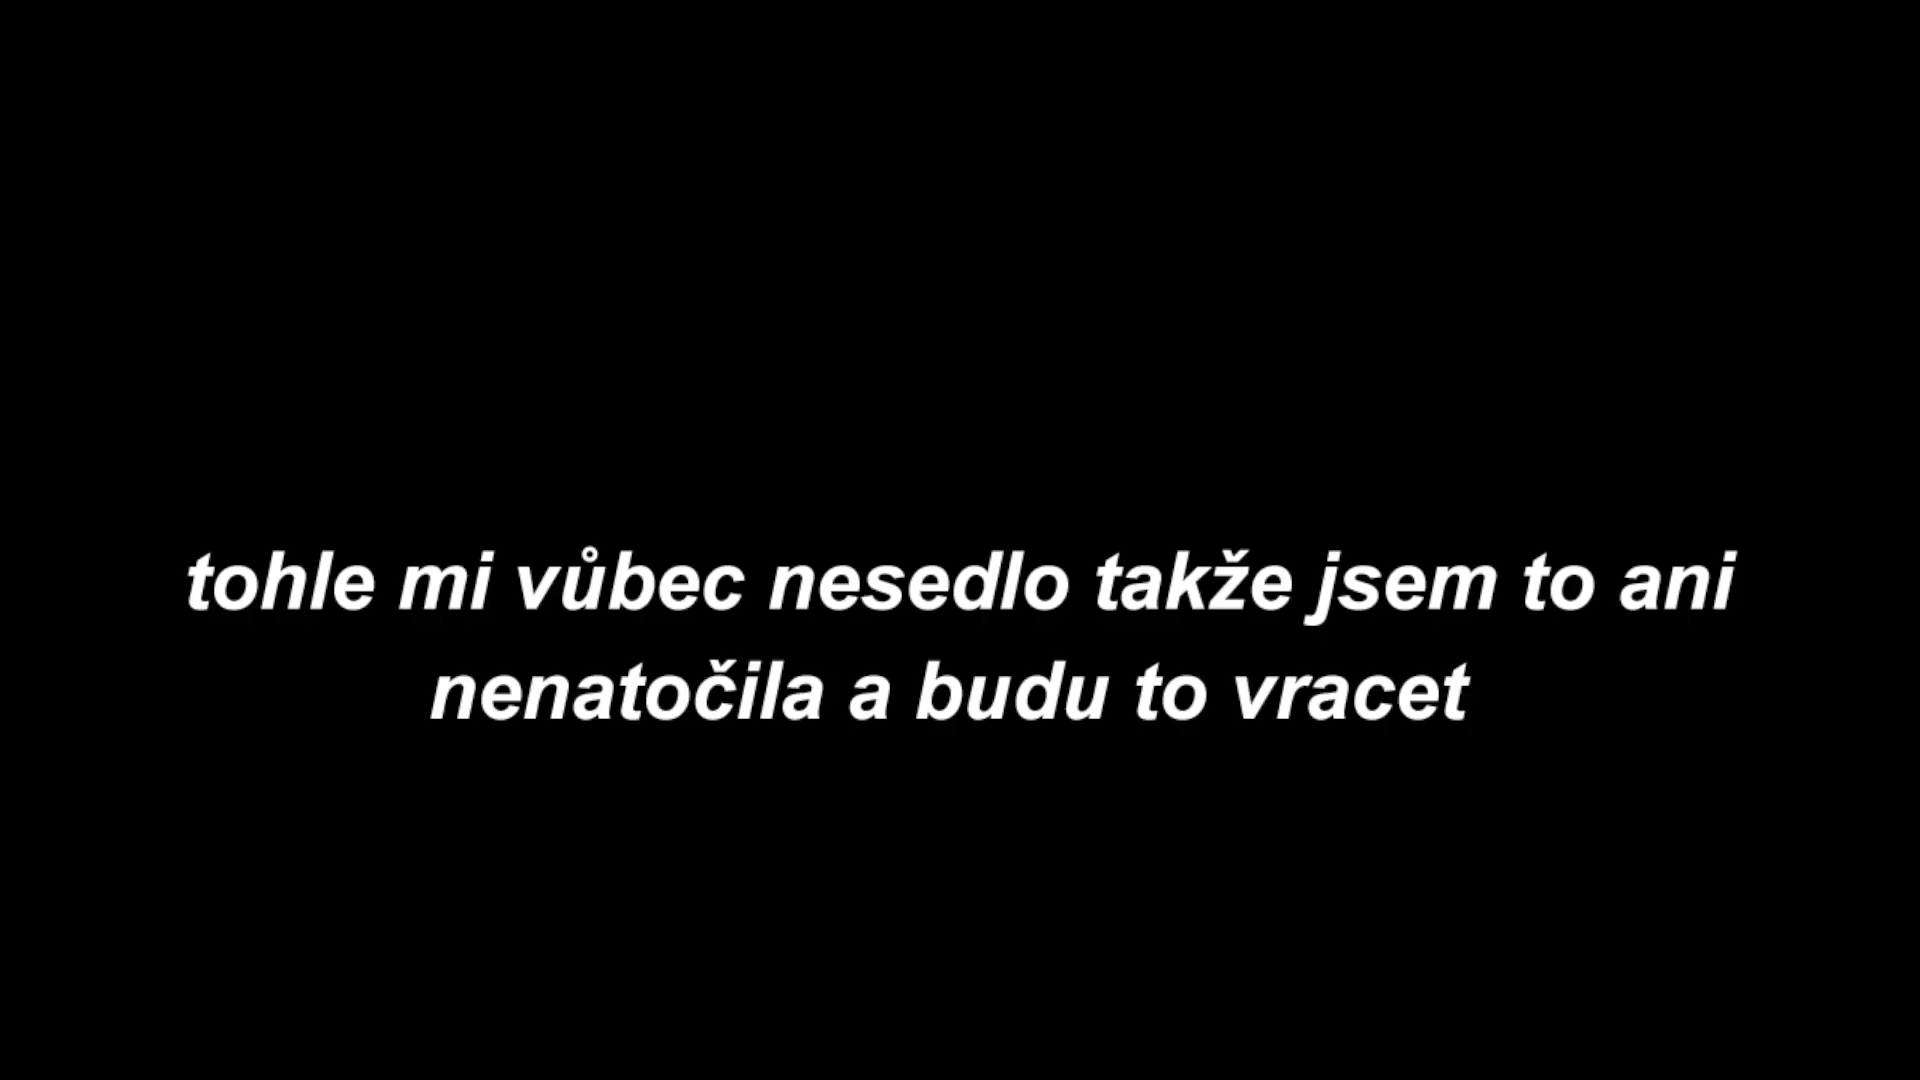 tohle mi vůbec nesedlo takže jsem to ani
nenatočila a budu to vracet